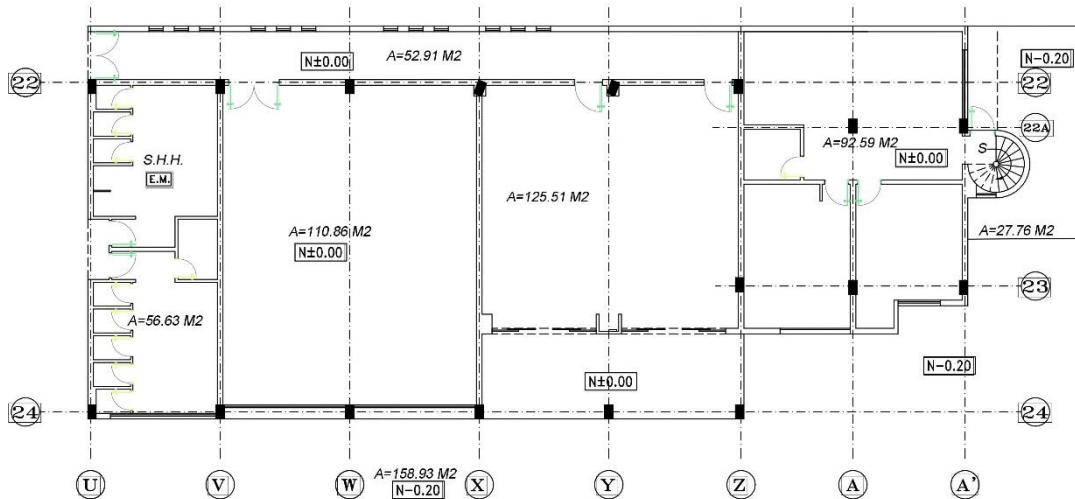 A=52.91 M2
N±0.00
N-0.20
22
22
22A
A=92.59 M2
N±0.00
S
S.H.H.
E.M.
A=125.51 M2
A=110.86 M2
N±0.00
A=27.76 M2
23
A=56.63 M2
N-0.20
N±0.00
24
24
A=158.93 M2
N-0.20
U
V
W
X
Y
Z
A
A'